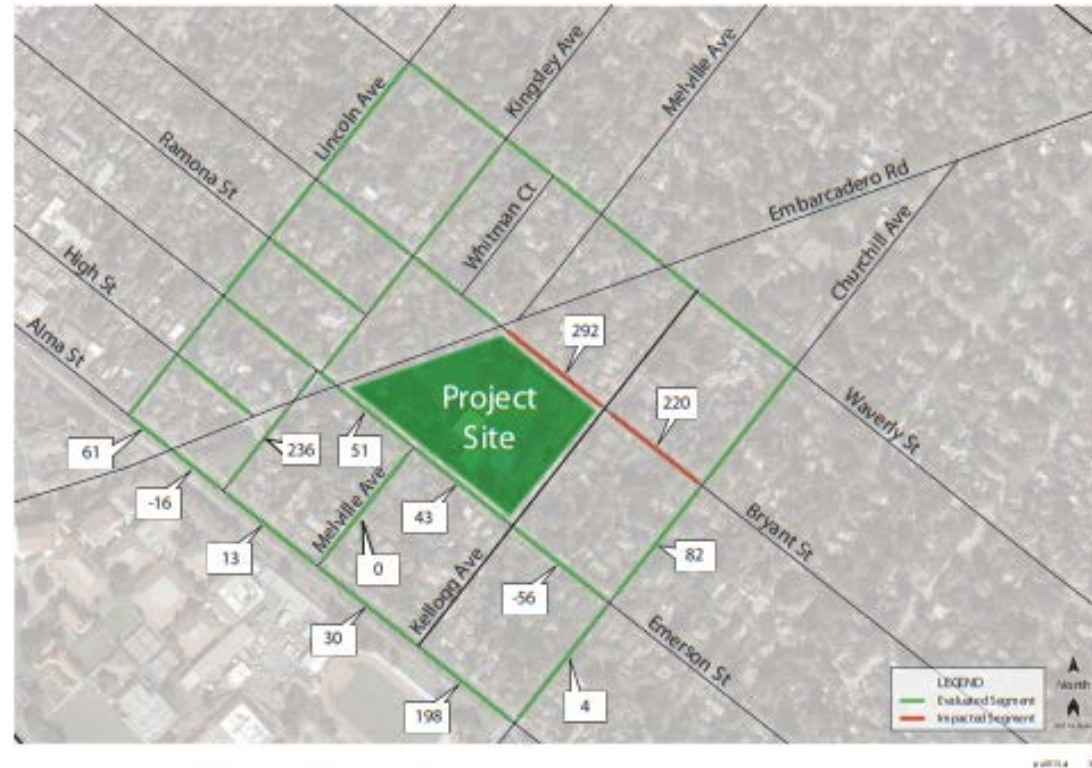 Lincoln Ave
Kingsley Ave
Melville Ave
Ramona St
Whitman Ct
Embarcadero Rd
Churchill Ave
High St
Alma St
292
Project
Site
220
61
236
51
Waverly St
-16
Melville Ave
43
13
0
Kellogg Ave
82
Bryant St
-56
30
Emerson St
198
4
LEGEND
Evaluated Segment
Impacted Segment
North